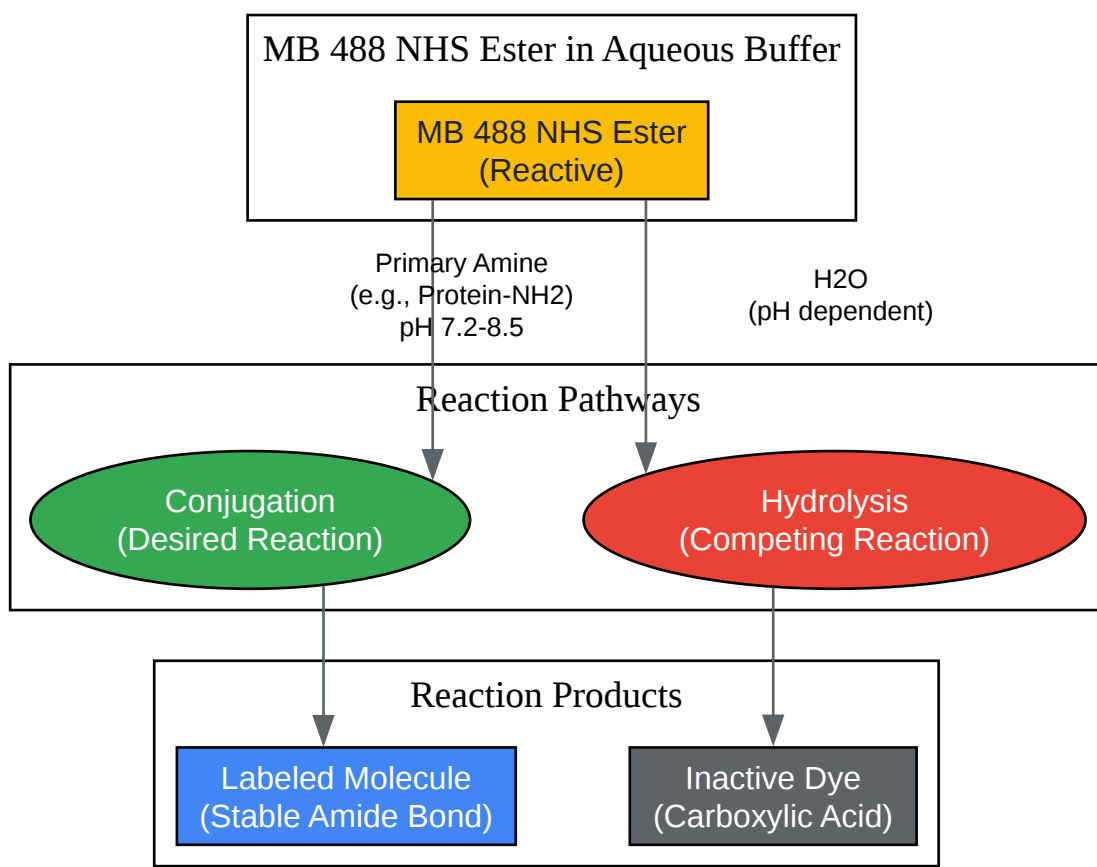 MB 488 NHS Ester in Aqueous Buffer
MB 488 NHS Ester
(Reactive)
Primary Amine
(e.g., Protein-NH2)
pH 7.2-8.5
H2O
(pH dependent)
Reaction Pathways
Conjugation
(Desired Reaction)
Hydrolysis
(Competing Reaction)
Reaction Products
Labeled Molecule
(Stable Amide Bond)
Inactive Dye
(Carboxylic Acid)